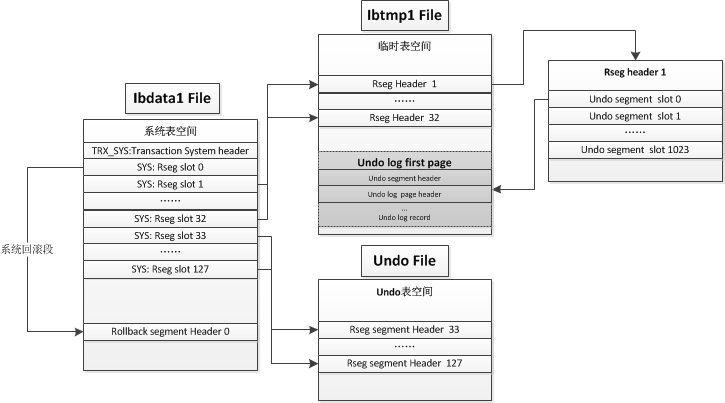 Ibtmp1 File
临时表空间
Rseg Header 1
……
Rseg Header 32
Undo log first page
Undo segment header
Undo log page header
...
Undo log record
Rseg header 1
Undo segment slot 0
Undo segment slot 1
……
Undo segment slot 1023
Ibdata1 File
系统表空间
TRX_SYS:Transaction System header
SYS: Rseg slot 0
SYS: Rseg slot 1
……
SYS: Rseg slot 32
SYS: Rseg slot 33
……
SYS: Rseg slot 127
Rollback segment Header 0
系统回滚段
Undo File
Undo表空间
Rseg segment Header 33
……
Rseg segment Header 127